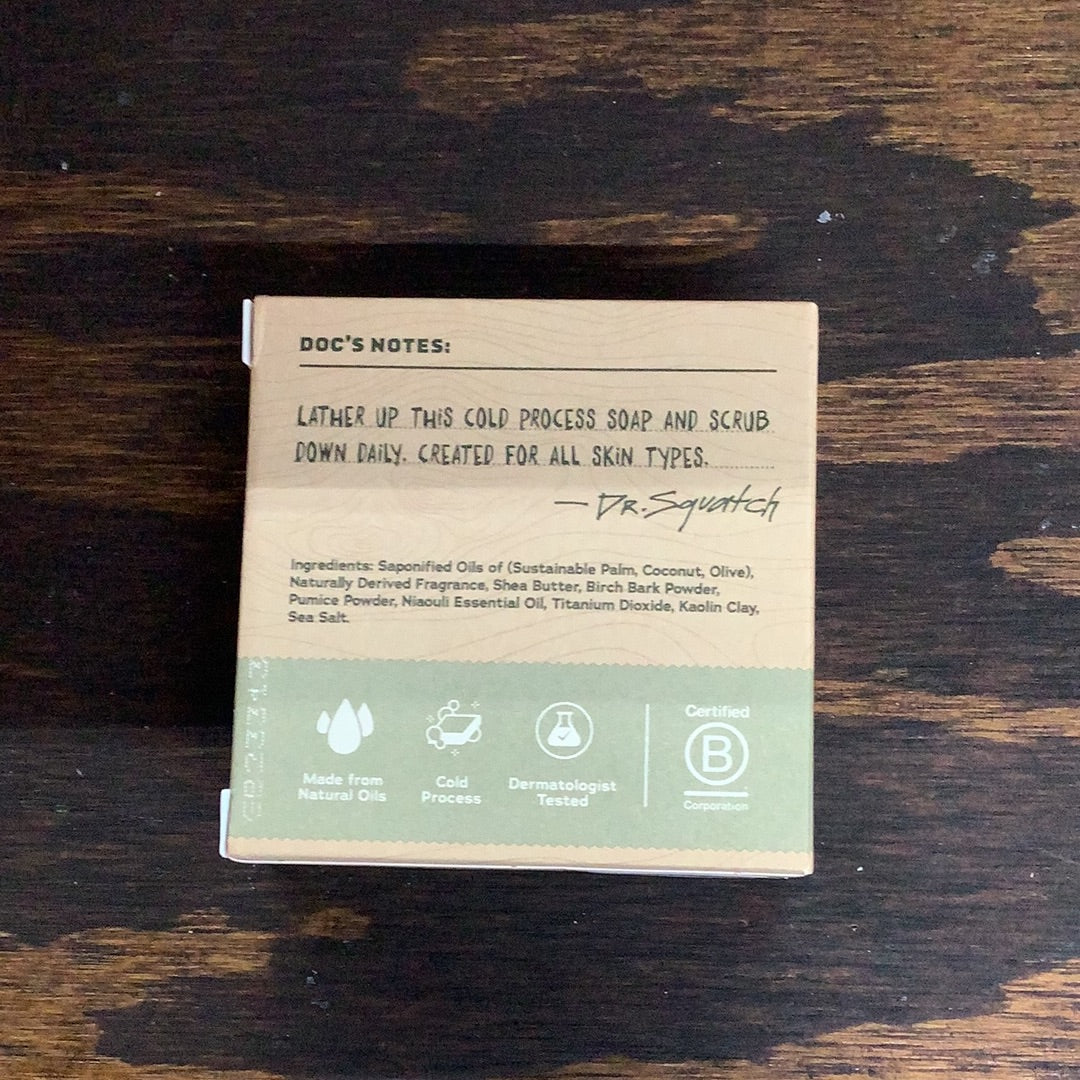 DOC'S NOTES:
LATHER UP THIS COLD PROCESS SOAP AND SCRUB
DOWN DAILY. CREATED FOR ALL SKIN TYPES.
— DR. Squatch
Ingredients: Saponified Oils of (Sustainable Palm, Coconut, Olive),
Naturally Derived Fragrance, Shea Butter, Birch Bark Powder,
Pumice Powder, Niaouli Essential Oil, Titanium Dioxide, Kaolin Clay,
Sea Salt.
Made from
Natural Oils
Cold
Process
Dermatologist
Tested
Certified
B
Corporation